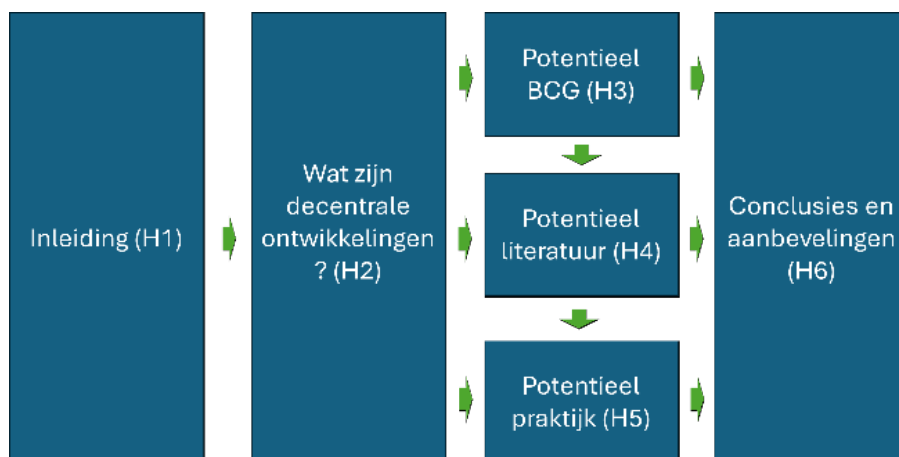 Inleiding (H1)
Wat zijn
decentrale
ontwikkelingen
? (H2)
Potentieel
BCG (H3)
Potentieel
literatuur (H4)
Potentieel
praktijk (H5)
Conclusies en
aanbevelingen
(H6)